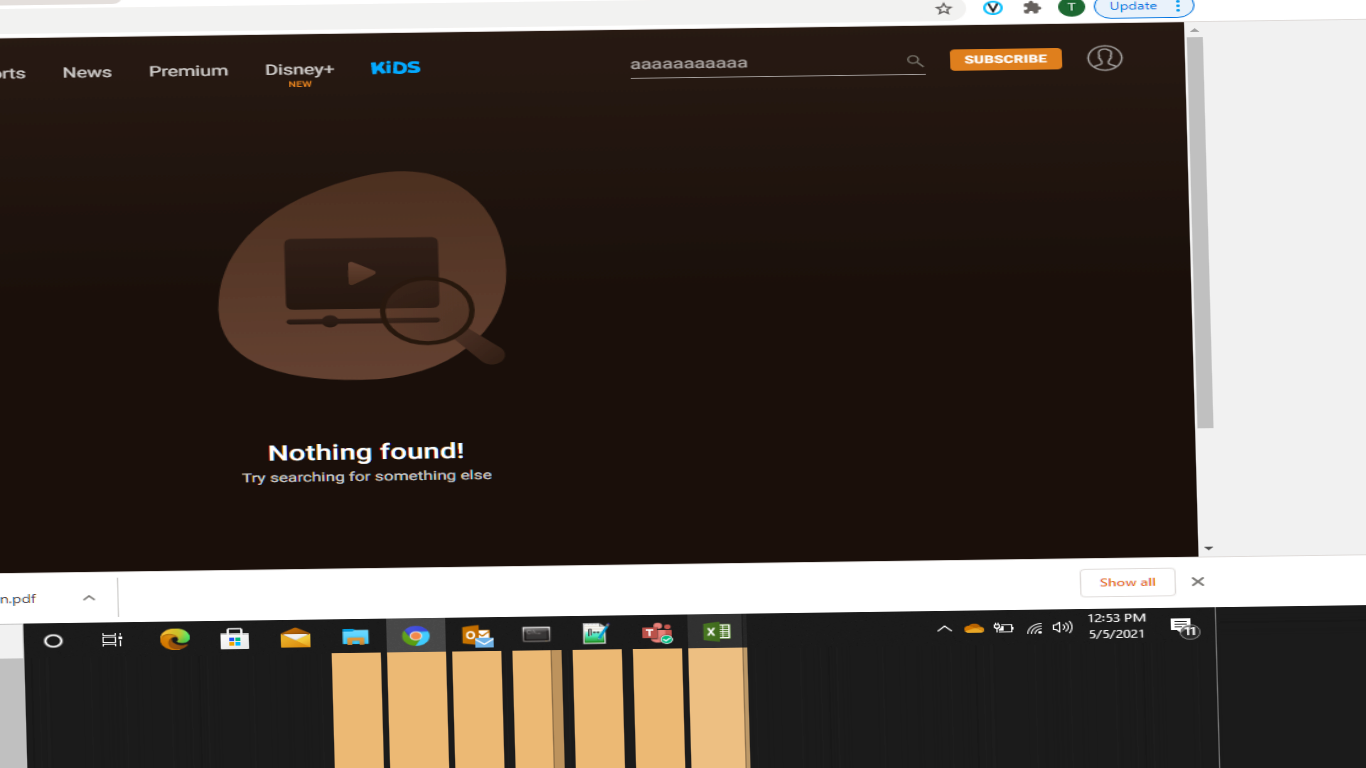 T Update
orts News Premium Disney+ KiDS aaaaaaaaaaa SUBSCRIBE
NEW
Nothing found!
Try searching for something else
n.pdf Show all
12:53 PM
5/5/2021
11